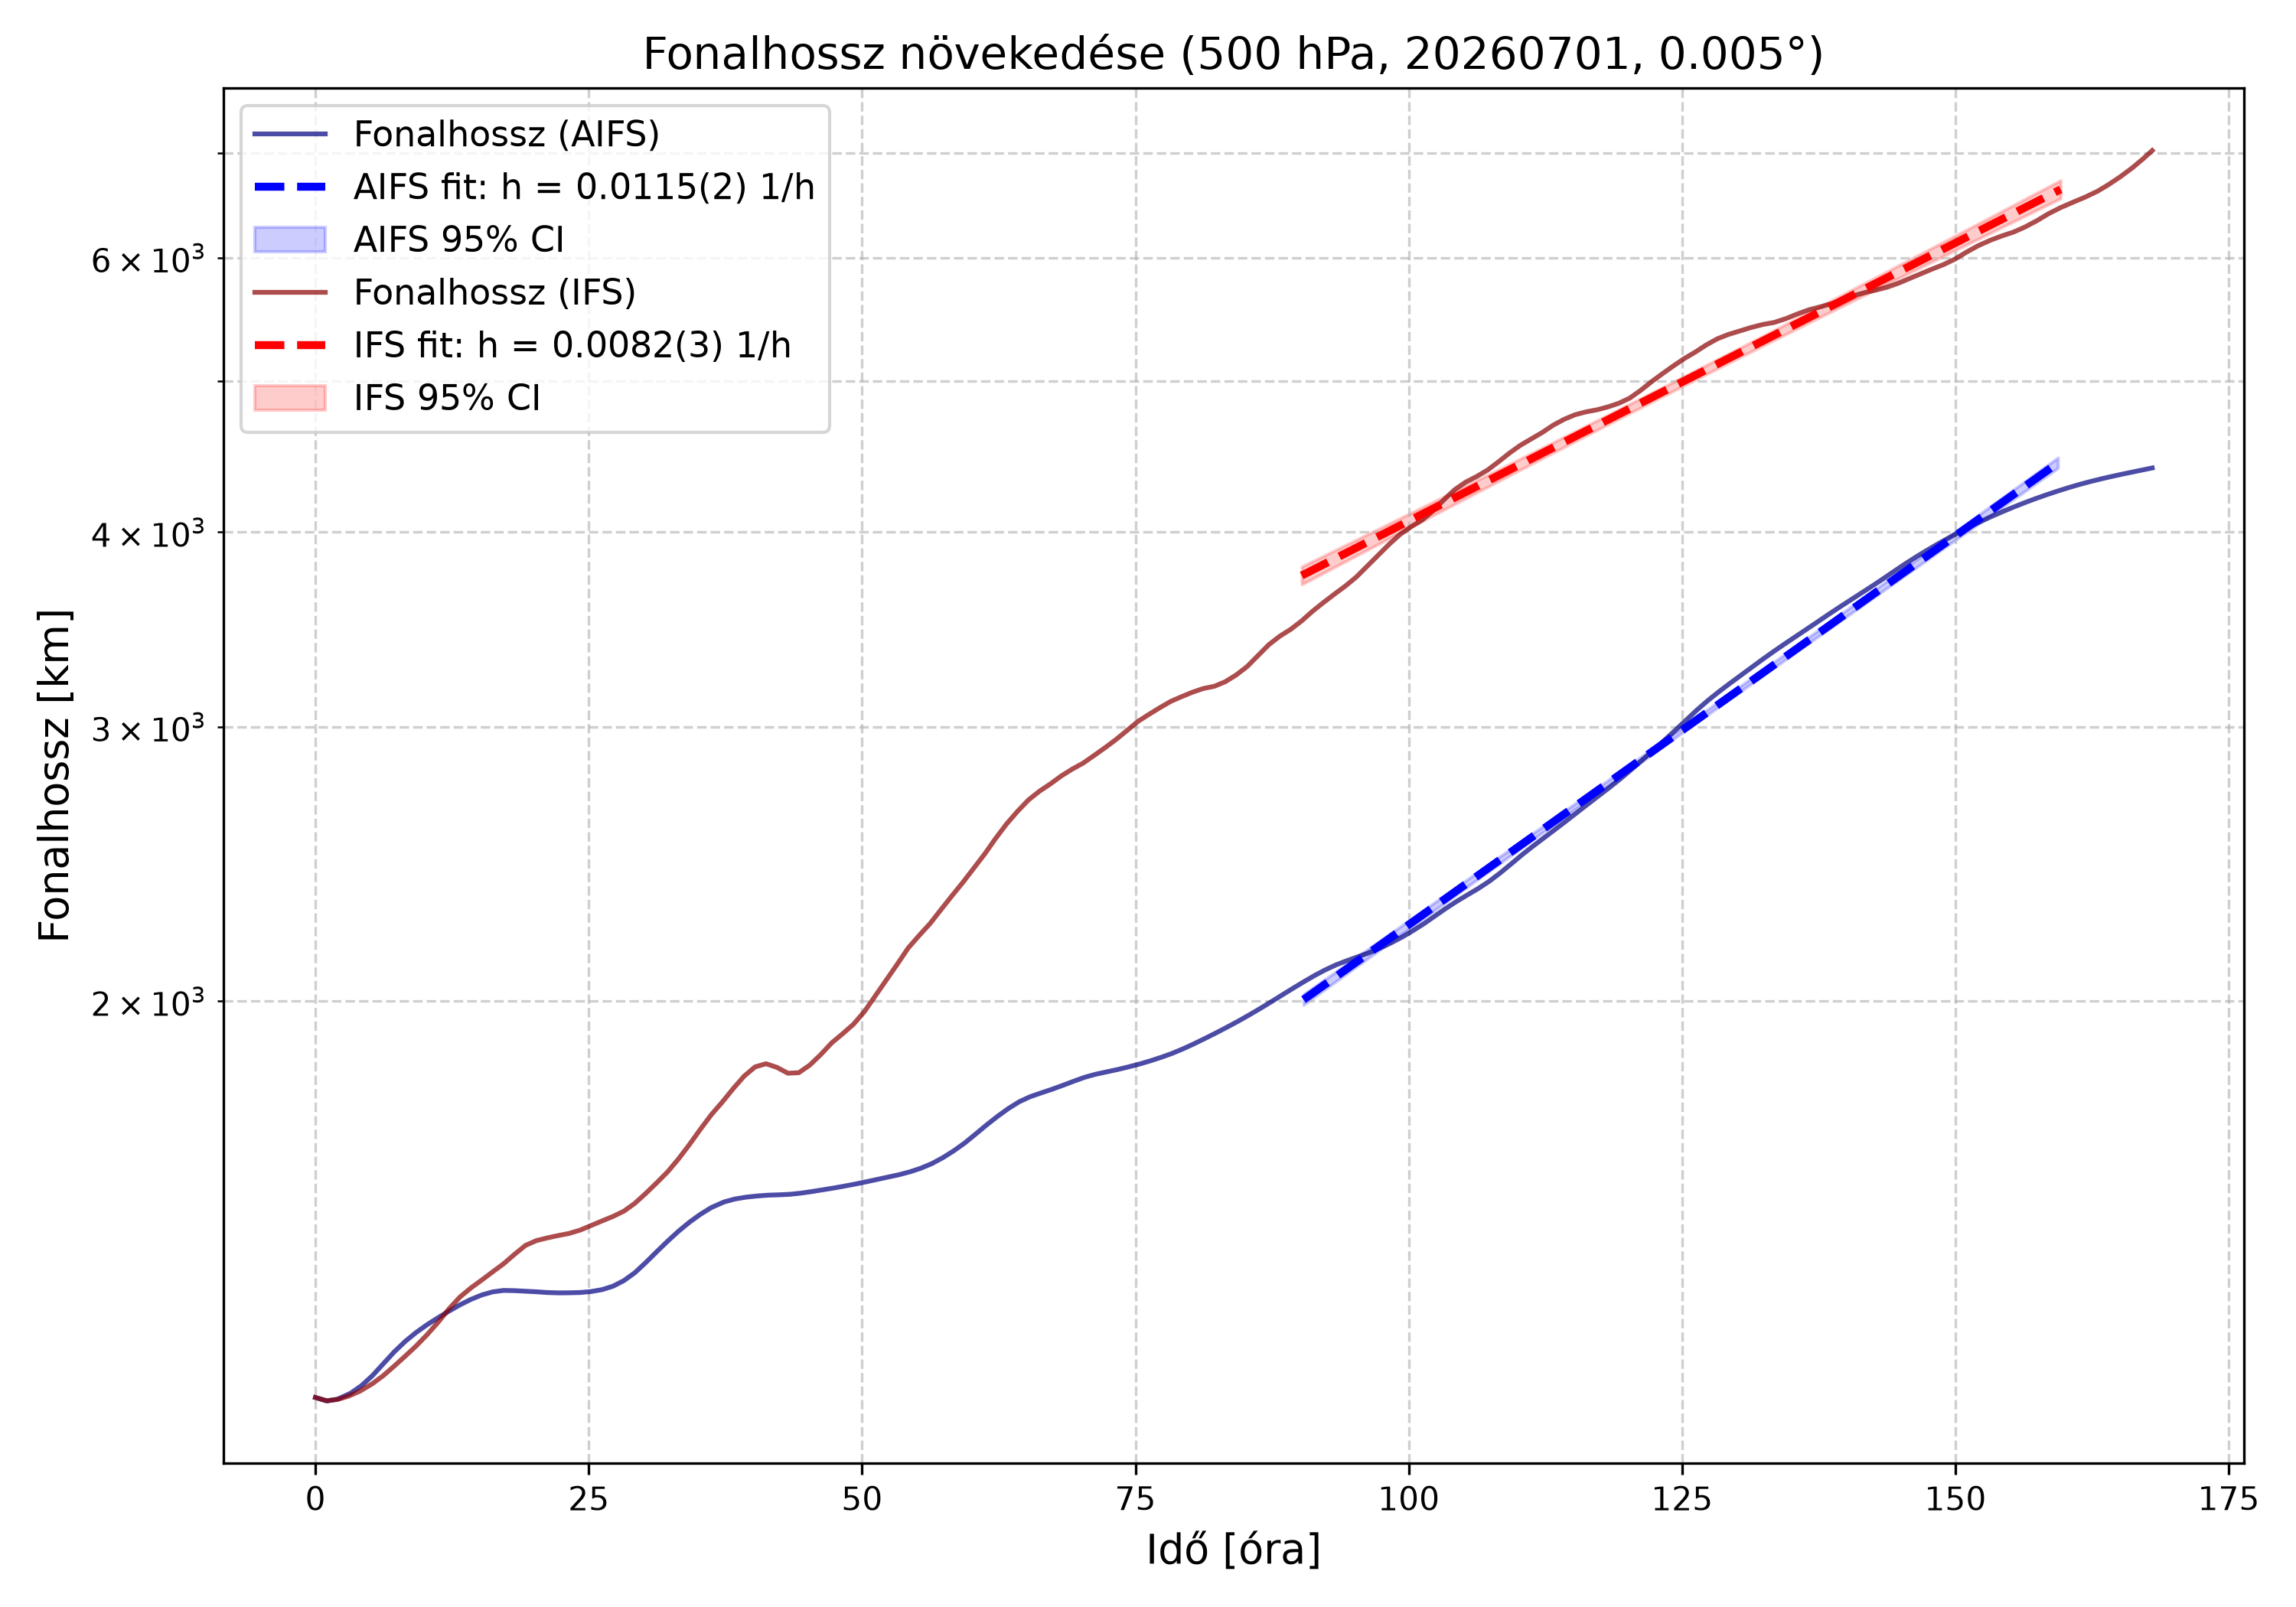 Fonalhossz növekedése (500 hPa, 20260701, 0.005°)
Fonalhossz (AIFS)
AIFS fit: h = 0.0115(2) 1/h
AIFS 95% CI
Fonalhossz (IFS)
IFS fit: h = 0.0082(3) 1/h
IFS 95% CI
6 × 10³
4 × 10³
3 × 10³
2 × 10³
Fonalhossz [km]
0 25 50 75 100 125 150 175
Idő [óra]